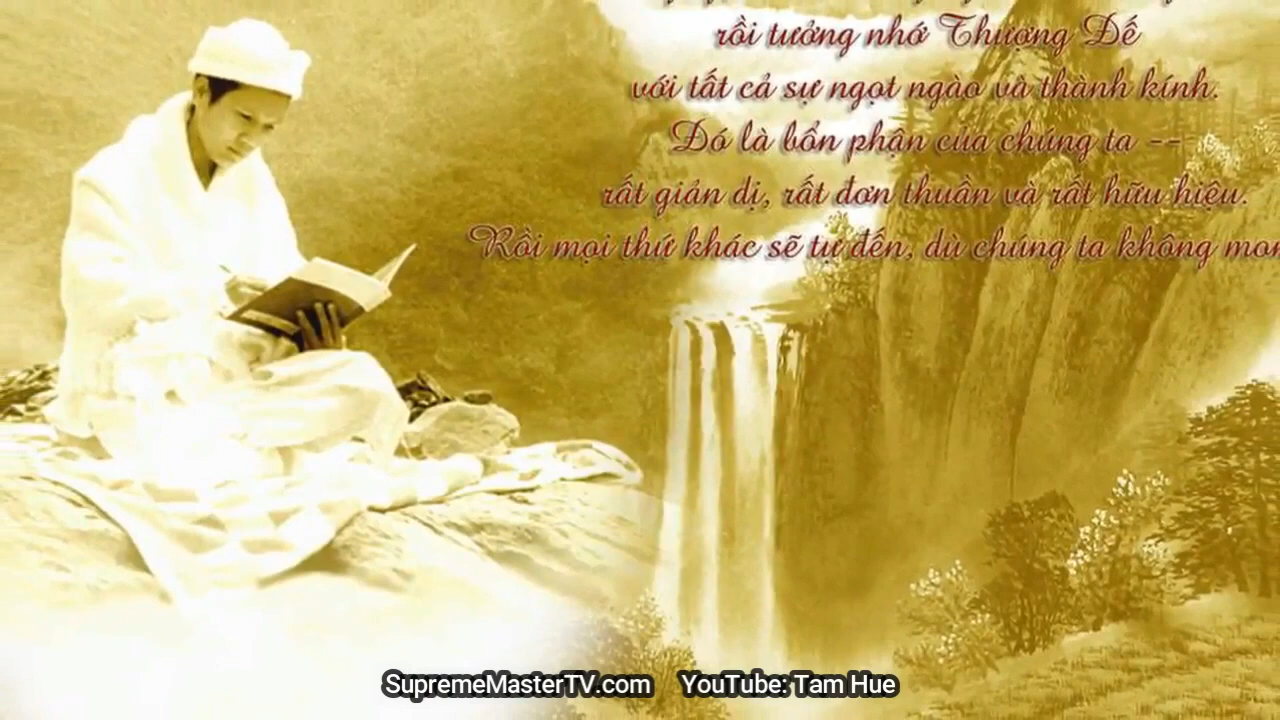 rồi tưởng nhớ Thượng Đế
với tất cả sự ngọt ngào và thành kính.
Đó là bổn phận của chúng ta --
rất giản dị, rất đơn thuần và rất hữu hiệu.
Rồi mọi thứ khác sẽ tự đến, dù chúng ta không
SupremeMasterTV.com YouTube: Tam Hue